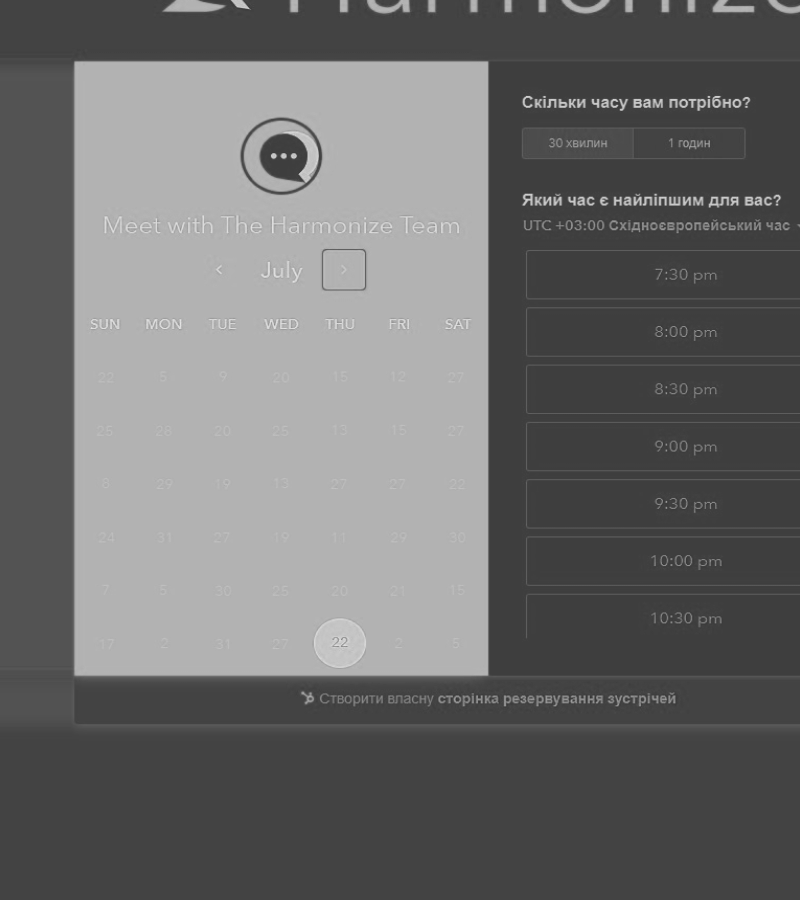 Harmonize
Meet with The Harmonize Team
July
SUN MON TUE WED THU FRI SAT
22 5 9 20 15 12 27
25 28 20 25 13 15 27
8 29 19 13 27 27 22
24 31 27 19 11 29 30
7 5 30 25 20 21 15
17 2 31 27 22 2 5
Скільки часу вам потрібно?
30 хвилин 1 годин
Який час є найліпшим для вас?
UTC +03:00 Східноєвропейський час
7:30 pm
8:00 pm
8:30 pm
9:00 pm
9:30 pm
10:00 pm
10:30 pm
Створити власну сторінка резервування зустрічей